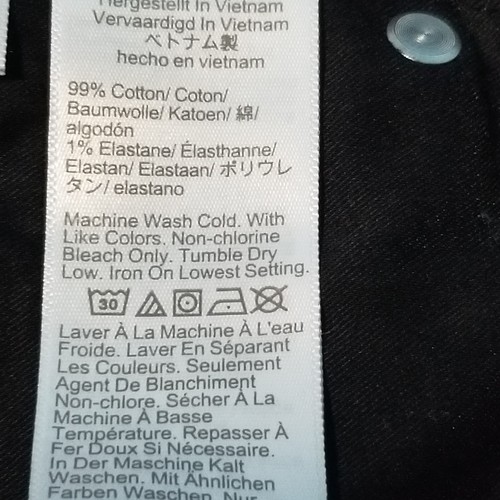 Hergestellt In Vietnam
Vervaardigd In Vietnam
ベトナム製
hecho en vietnam
99% Cotton/ Coton/
Baumwolle/ Katoen/ 綿/
algodón
1% Elastane/ Élasthanne/
Elastan/ Elastaan/ ポリウレ
タン/ elastano
Machine Wash Cold. With
Like Colors. Non-chlorine
Bleach Only. Tumble Dry
Low. Iron On Lowest Setting.
30
Laver À La Machine À L'eau
Froide. Laver En Séparant
Les Couleurs. Seulement
Agent De Blanchiment
Non-chlore. Sécher À La
Machine À Basse
Température. Repasser À
Fer Doux Si Nécessaire.
In Der Maschine Kalt
Waschen. Mit Ähnlichen
Farben Waschen. Nur